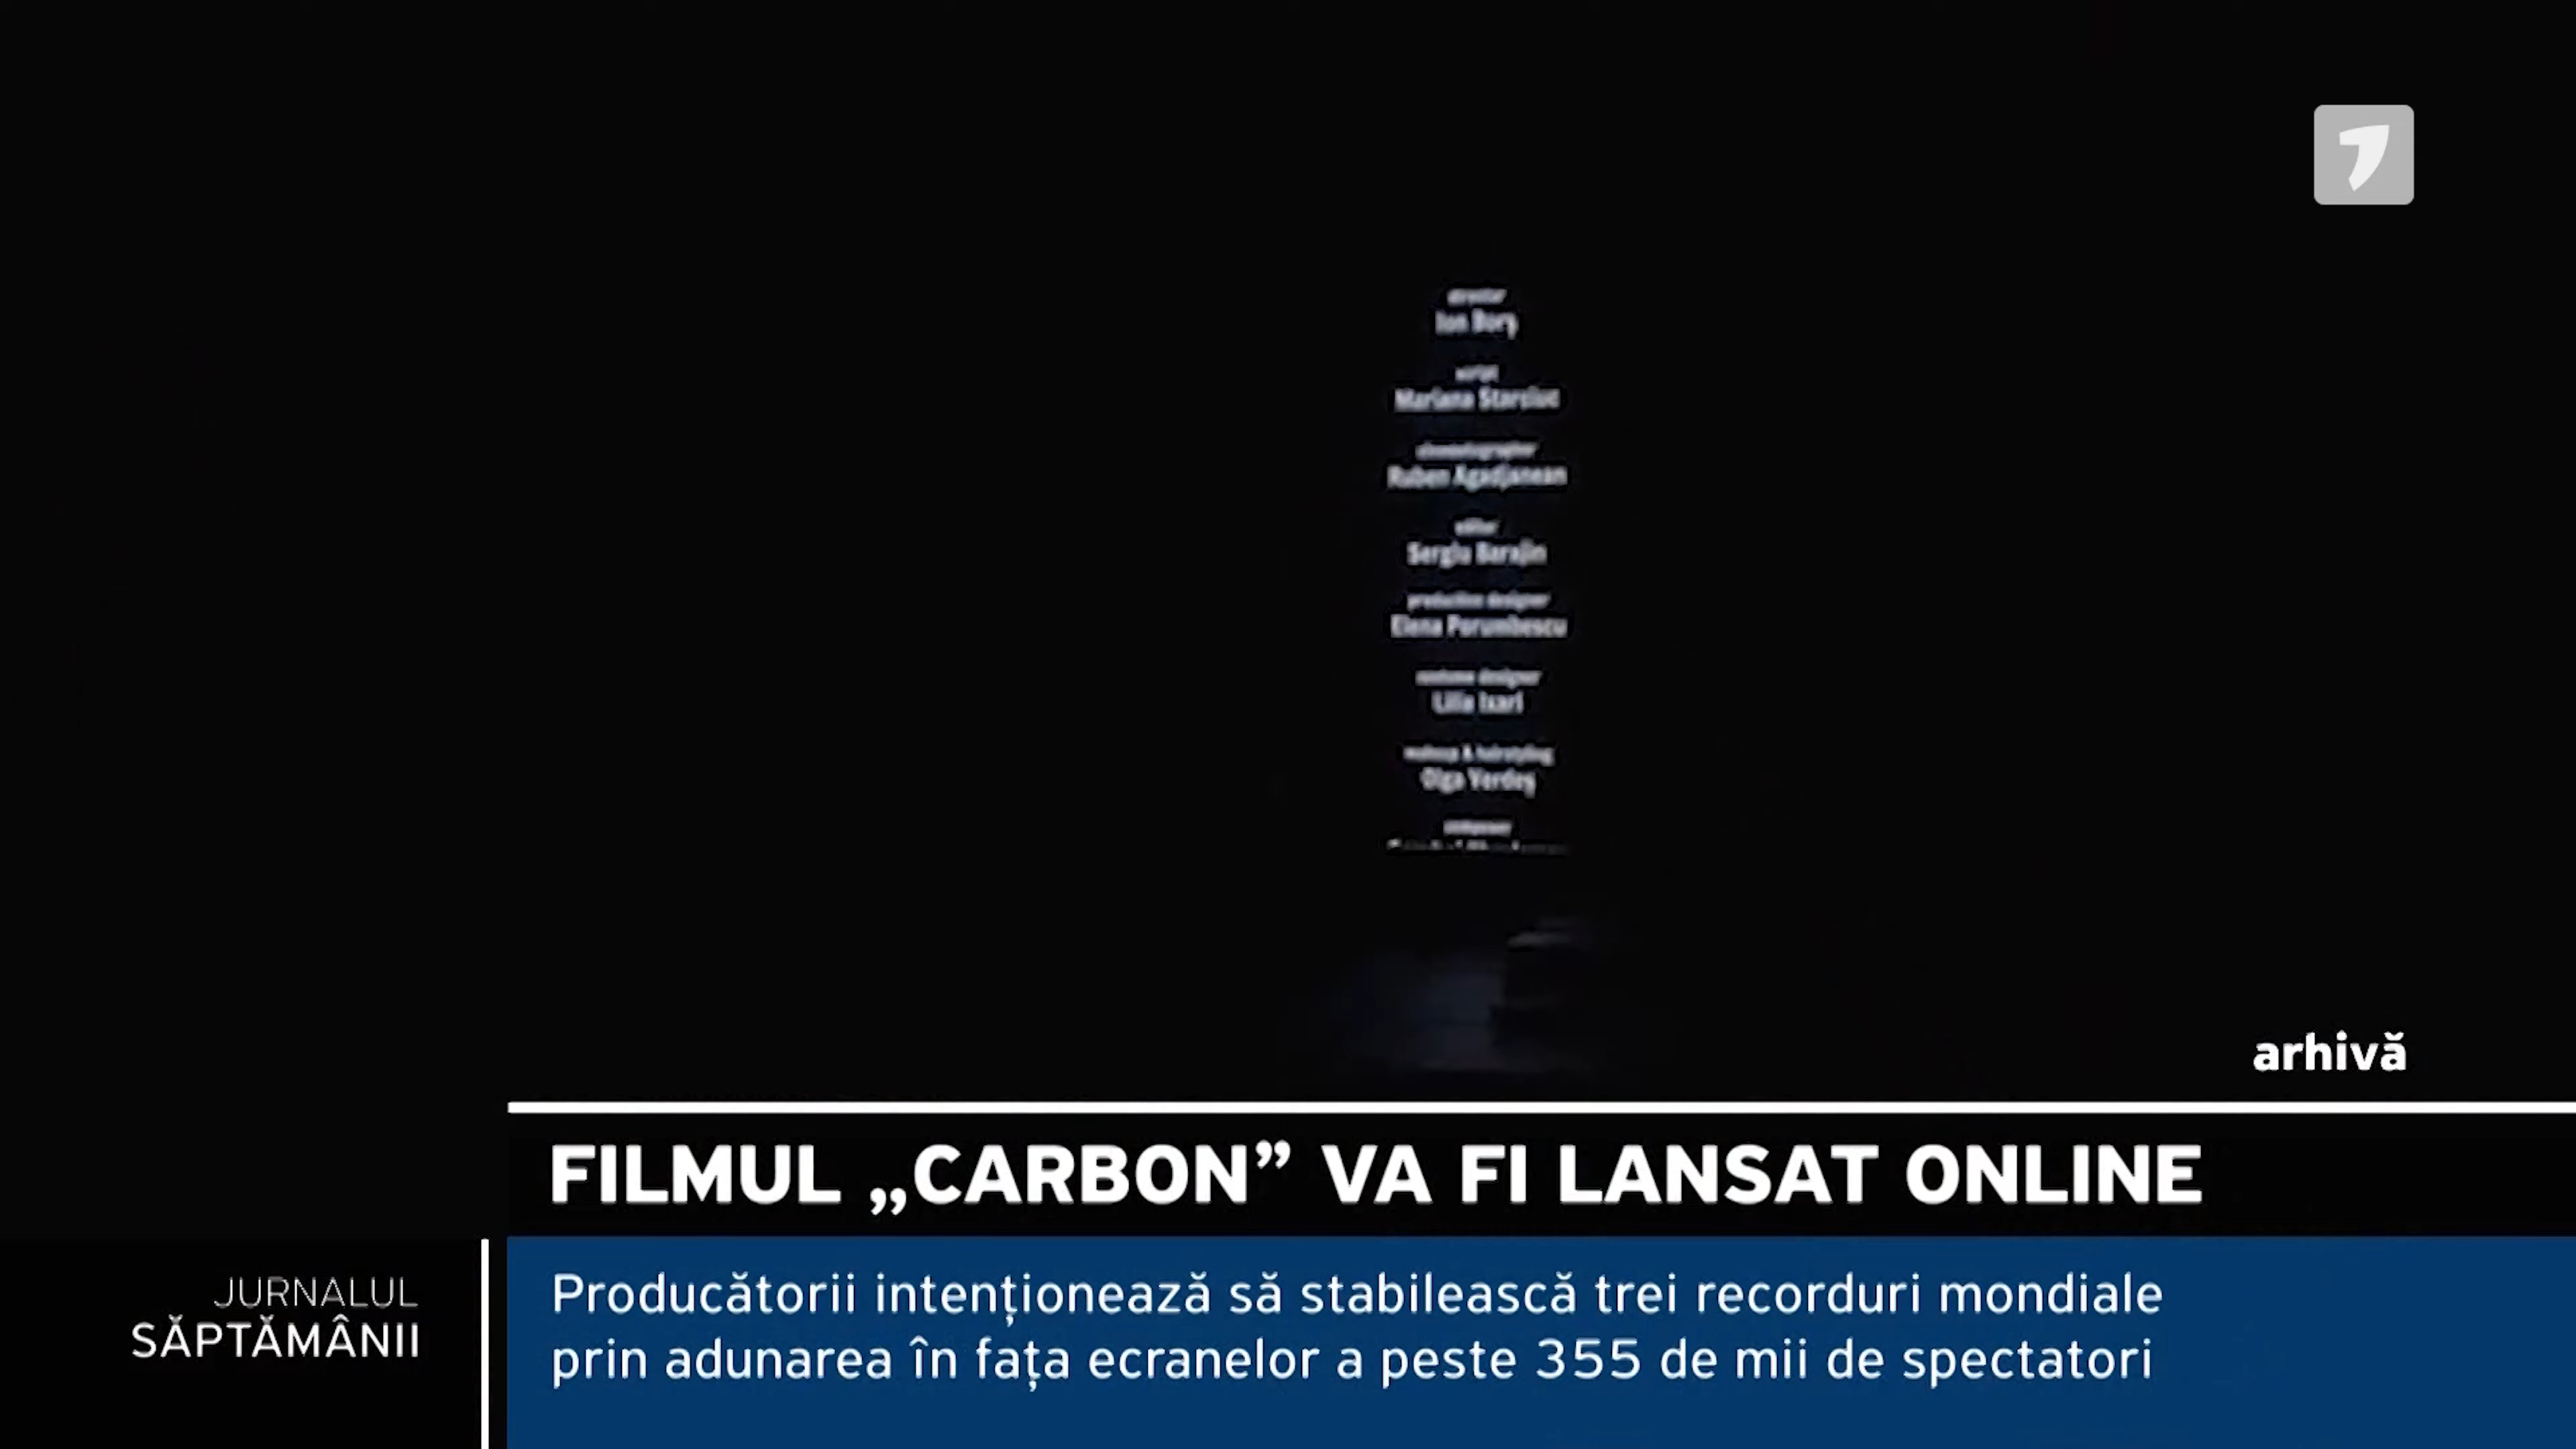 director
Ion Borș
script
Mariana Starciuc
cinematographer
Ruben Agadjanean
editor
Sergiu
production designer
Elena Porumbescu
costume designer
Lilia
makeup & hairstyling
Olga Verdeș
composer
arhivă
FILMUL „CARBON” VA FI LANSAT ONLINE
JURNALUL
SĂPTĂMÂNII
Producătorii intenționează să stabilească trei recorduri mondiale
prin adunarea în fața ecranelor a peste 355 de mii de spectatori